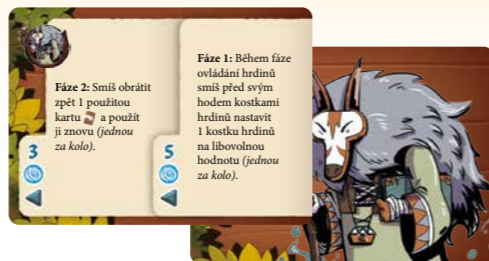 Fáze 2: Smíš obrátit
zpět 1 použitou
kartu a použít
ji znovu (jednou
za kolo).
3
Fáze 1: Během fáze
ovládání hrdinů
smíš před svým
hodem kostkami
hrdinů nastavit
1 kostku hrdinů
na libovolnou
hodnotu (jednou
za kolo).
5